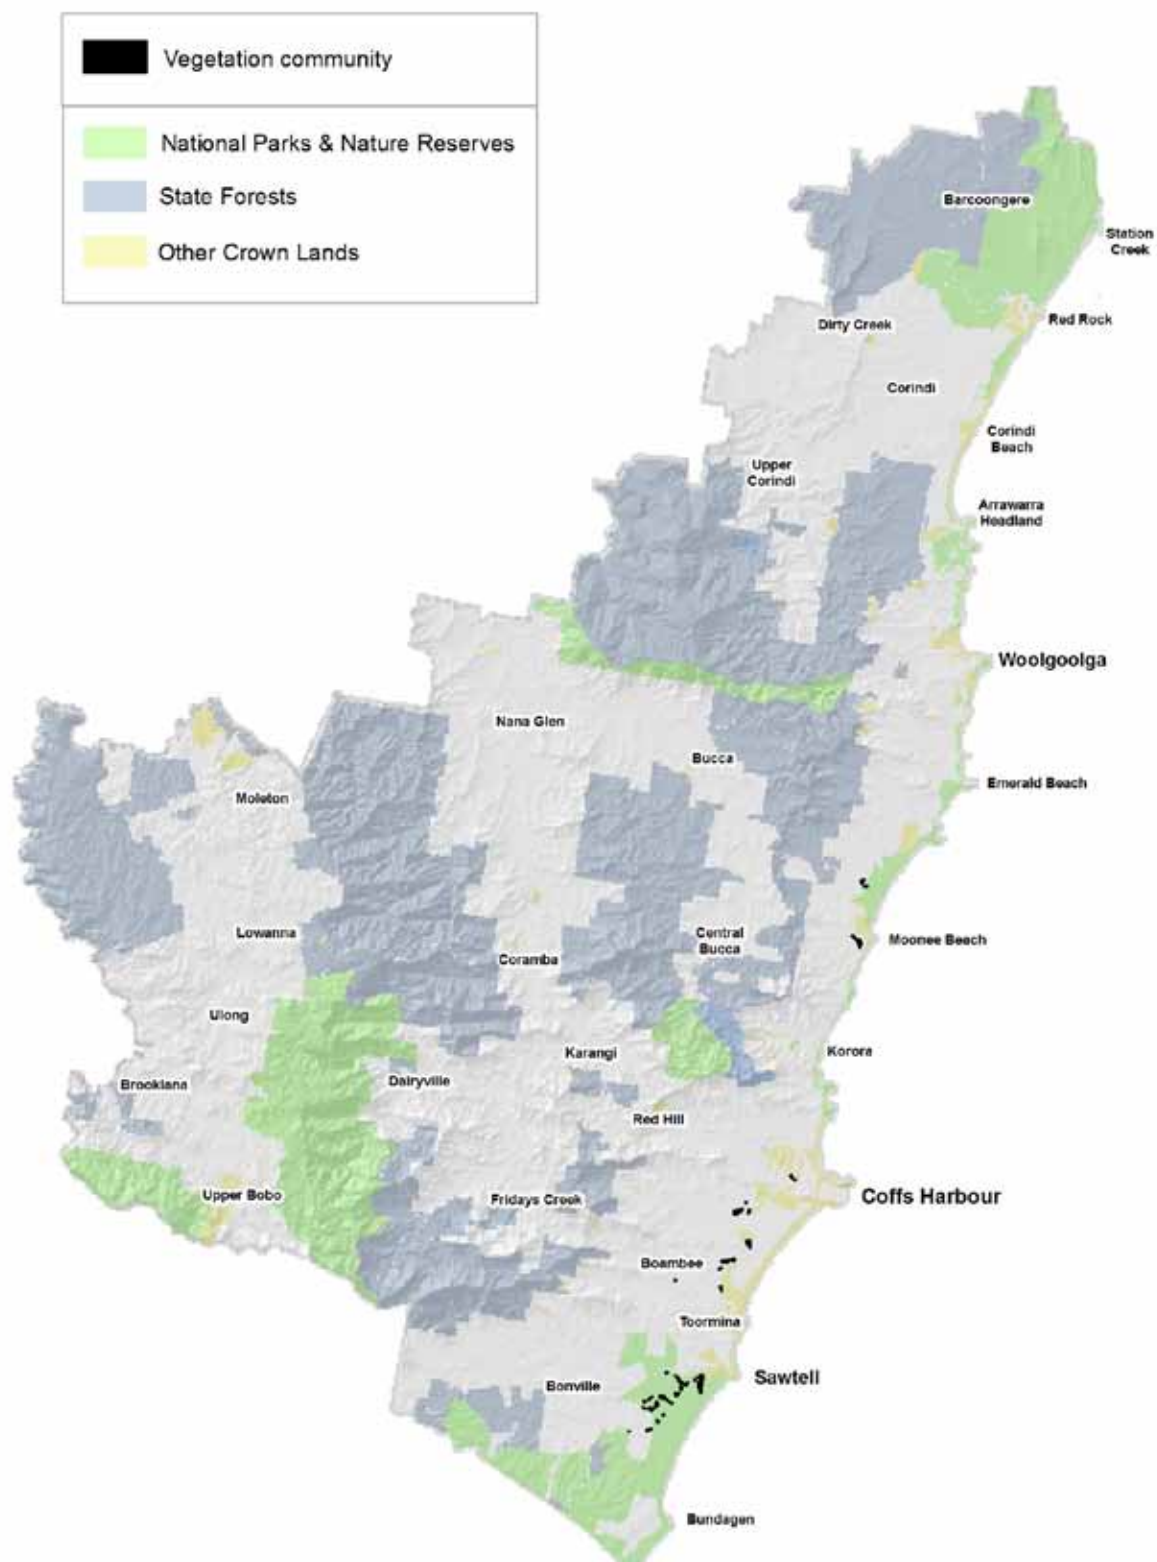 Vegetation community
National Parks & Nature Reserves
State Forests
Other Crown Lands
Barcoongere
Station
Creek
Red Rock
Dirty Creek
Corindi
Corindi
Beach
Upper
Corindi
Arrawarra
Headland
Woolgoolga
Nana Glen
Bucca
Emerald Beach
Moleton
Lowanna
Central
Bucca
Moonee Beach
Coramba
Ulong
Karangi
Korora
Brooklana
Dairyville
Red Hill
Upper Bobo
Fridays Creek
Coffs Harbour
Boambee
Toormina
Sawtell
Bonville
Bundagen